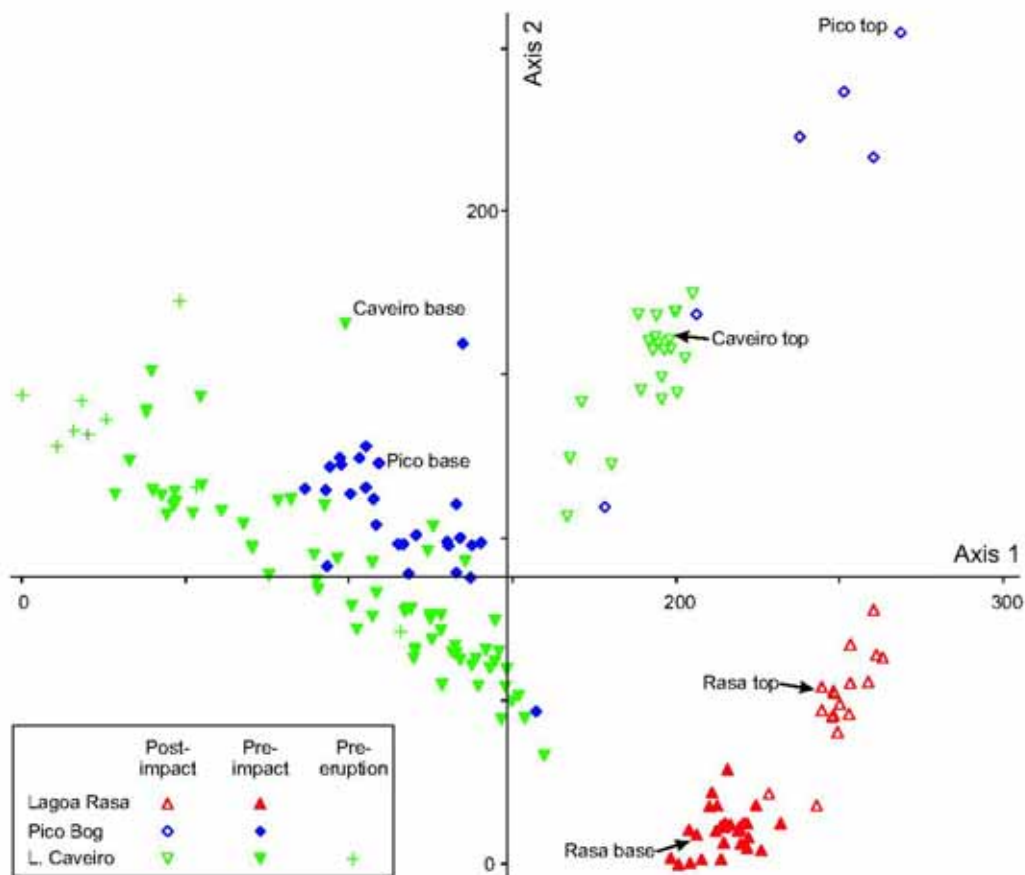 Pico top
Axis 2
200
Caveiro base
Caveiro top
Pico base
Axis 1
0
200
300
Rasa top
Post-impact
Pre-impact
Pre-eruption
Lagoa Rasa
Pico Bog
L. Caveiro
Rasa base
0